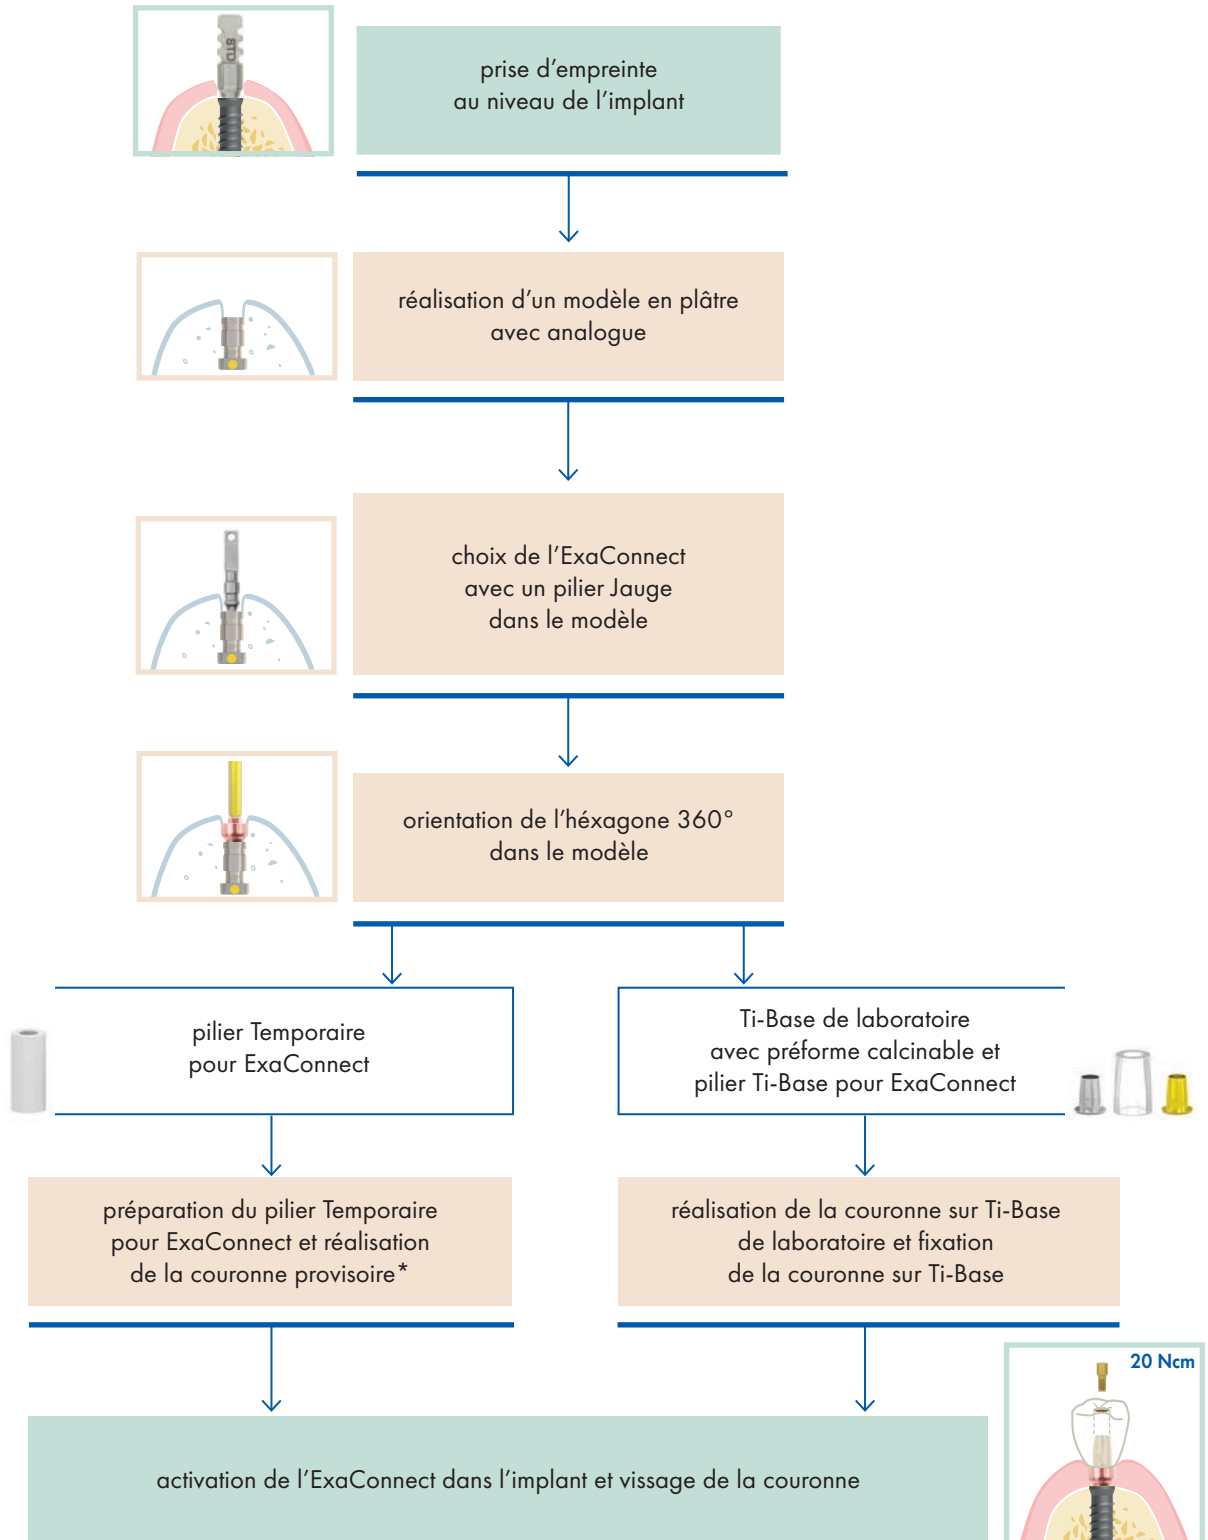 STD
prise d’empreinte
au niveau de l’implant
réalisation d’un modèle en plâtre
avec analogue
choix de l’ExaConnect
avec un pilier Jauge
dans le modèle
orientation de l’héxagone 360°
dans le modèle
pilier Temporaire
pour ExaConnect
Ti-Base de laboratoire
avec préforme calcinable et
pilier Ti-Base pour ExaConnect
préparation du pilier Temporaire
pour ExaConnect et réalisation
de la couronne provisoire*
réalisation de la couronne sur Ti-Base
de laboratoire et fixation
de la couronne sur Ti-Base
20 Ncm
activation de l’ExaConnect dans l’implant et vissage de la couronne